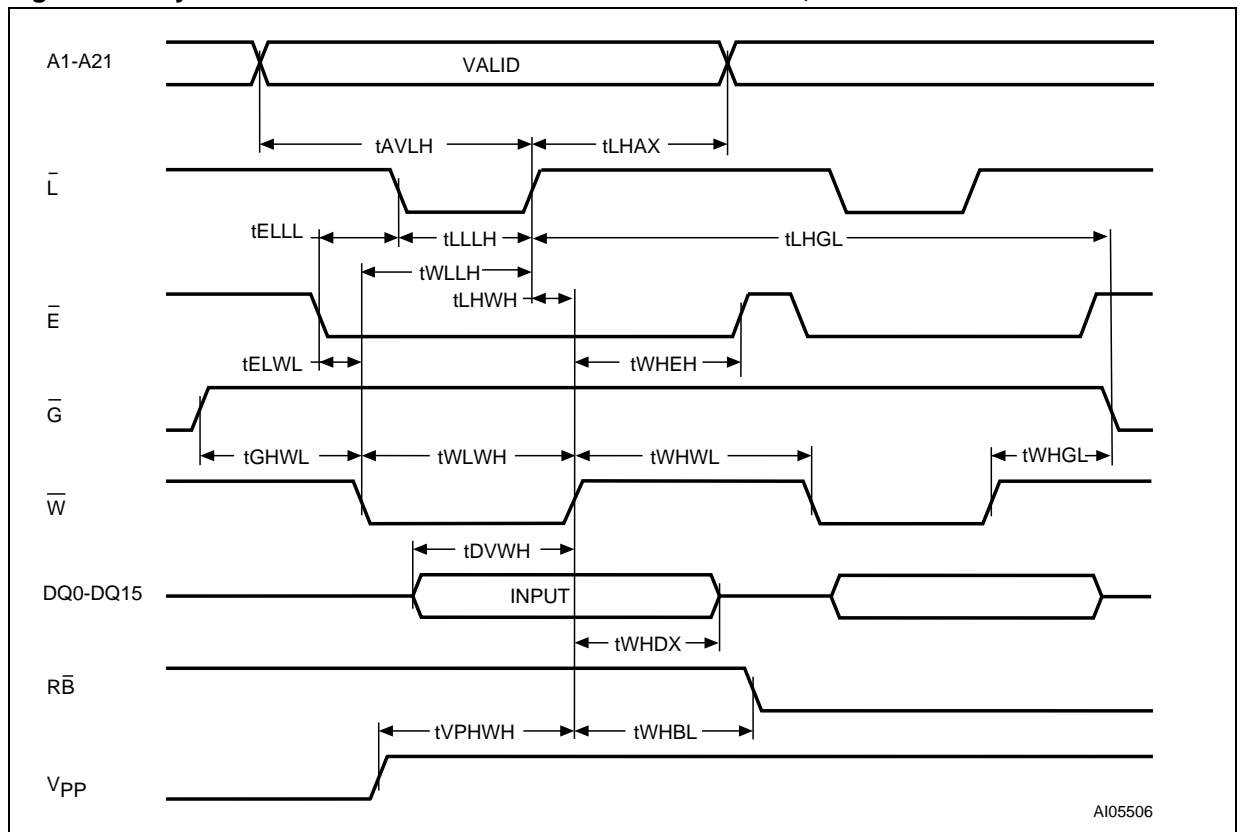 A1-A21
VALID
tAVLH
tLHAX
L̅
tELLL
tLLLH
tLHGL
tWLLH
tLHWH
E̅
tELWL
tWHEH
G̅
tGHWL
tWLWH
tWHWL
tWHGL
W̅
tDVWH
DQ0-DQ15
INPUT
tWHDX
RB̅
tVPHWH
tWHBL
VPP
AI05506